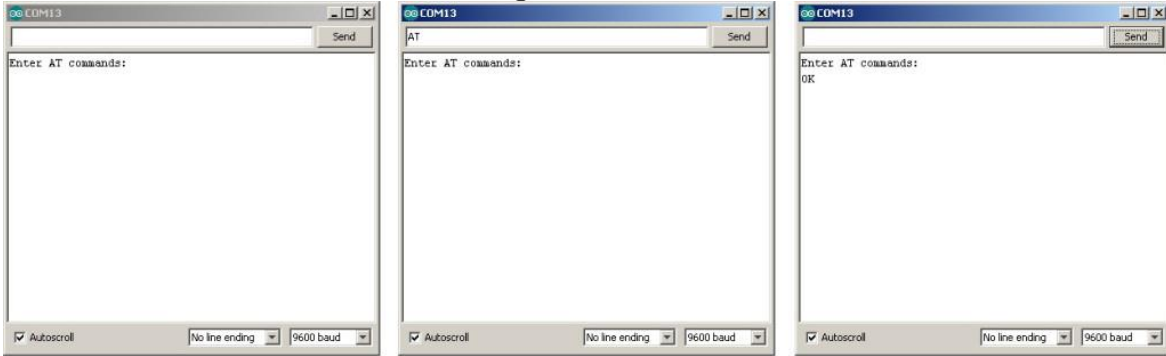 COM13
Send
Enter AT commands:
Autoscroll
No line ending
9600 baud
COM13
AT
Send
Enter AT commands:
Autoscroll
No line ending
9600 baud
COM13
Send
Enter AT commands:
OK
Autoscroll
No line ending
9600 baud